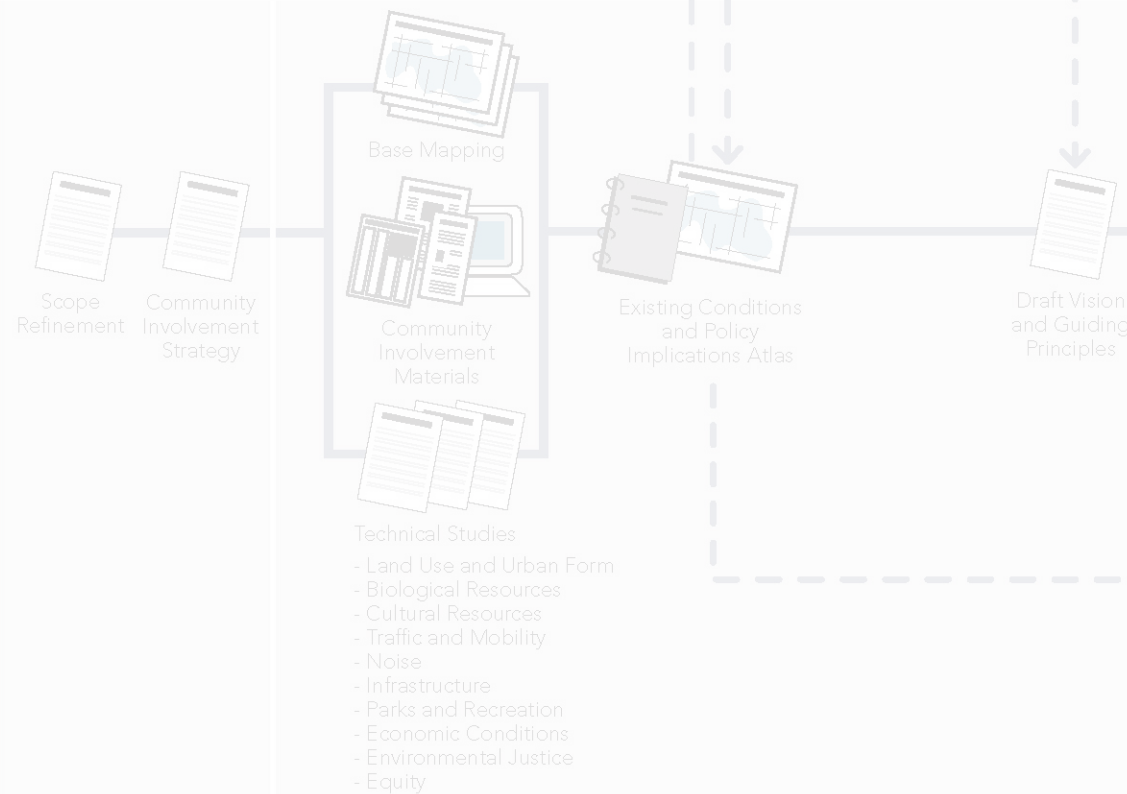 Base Mapping
Scope
Refinement
Community
Involvement
Strategy
Community
Involvement
Materials
Existing Conditions
and Policy
Implications Atlas
Draft Vision
and Guiding
Principles
Technical Studies
- Land Use and Urban Form
- Biological Resources
- Cultural Resources
- Traffic and Mobility
- Noise
- Infrastructure
- Parks and Recreation
- Economic Conditions
- Environmental Justice
- Equity